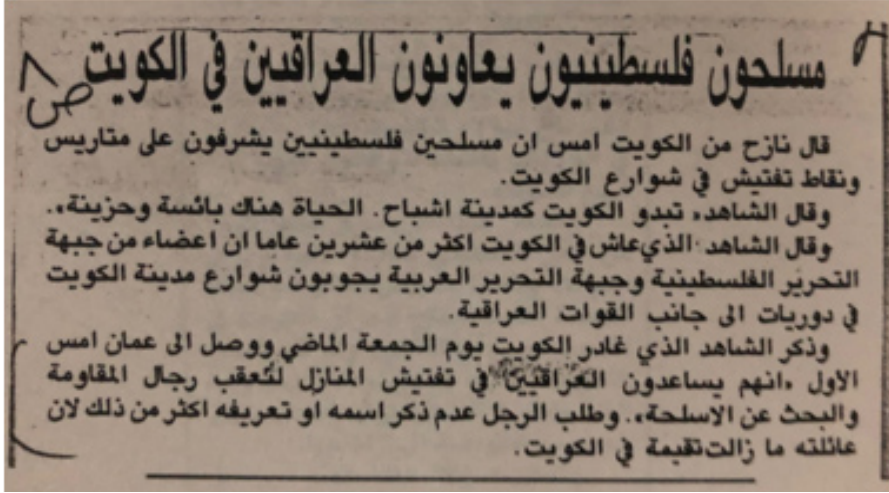 مسلحون فلسطينيون يعاونون العراقيين في الكويت
ص ٨
قال نازح من الكويت امس ان مسلحين فلسطينيين يشرفون على متاريس
ونقاط تفتيش في شوارع الكويت.
وقال الشاهد، تبدو الكويت كمدينة اشباح. الحياة هناك بائسة وحزينة،.
وقال الشاهد الذي عاش في الكويت اكثر من عشرين عاما ان اعضاء من جبهة
التحرير الفلسطينية وجبهة التحرير العربية يجوبون شوارع مدينة الكويت
في دوريات الى جانب القوات العراقية.
وذكر الشاهد الذي غادر الكويت يوم الجمعة الماضي ووصل الى عمان امس
الاول «انهم يساعدون العراقيين في تفتيش المنازل لتعقب رجال المقاومة
والبحث عن الاسلحة». وطلب الرجل عدم ذكر اسمه او تعريفه اكثر من ذلك لان
عائلته ما زالت تقيمة في الكويت.